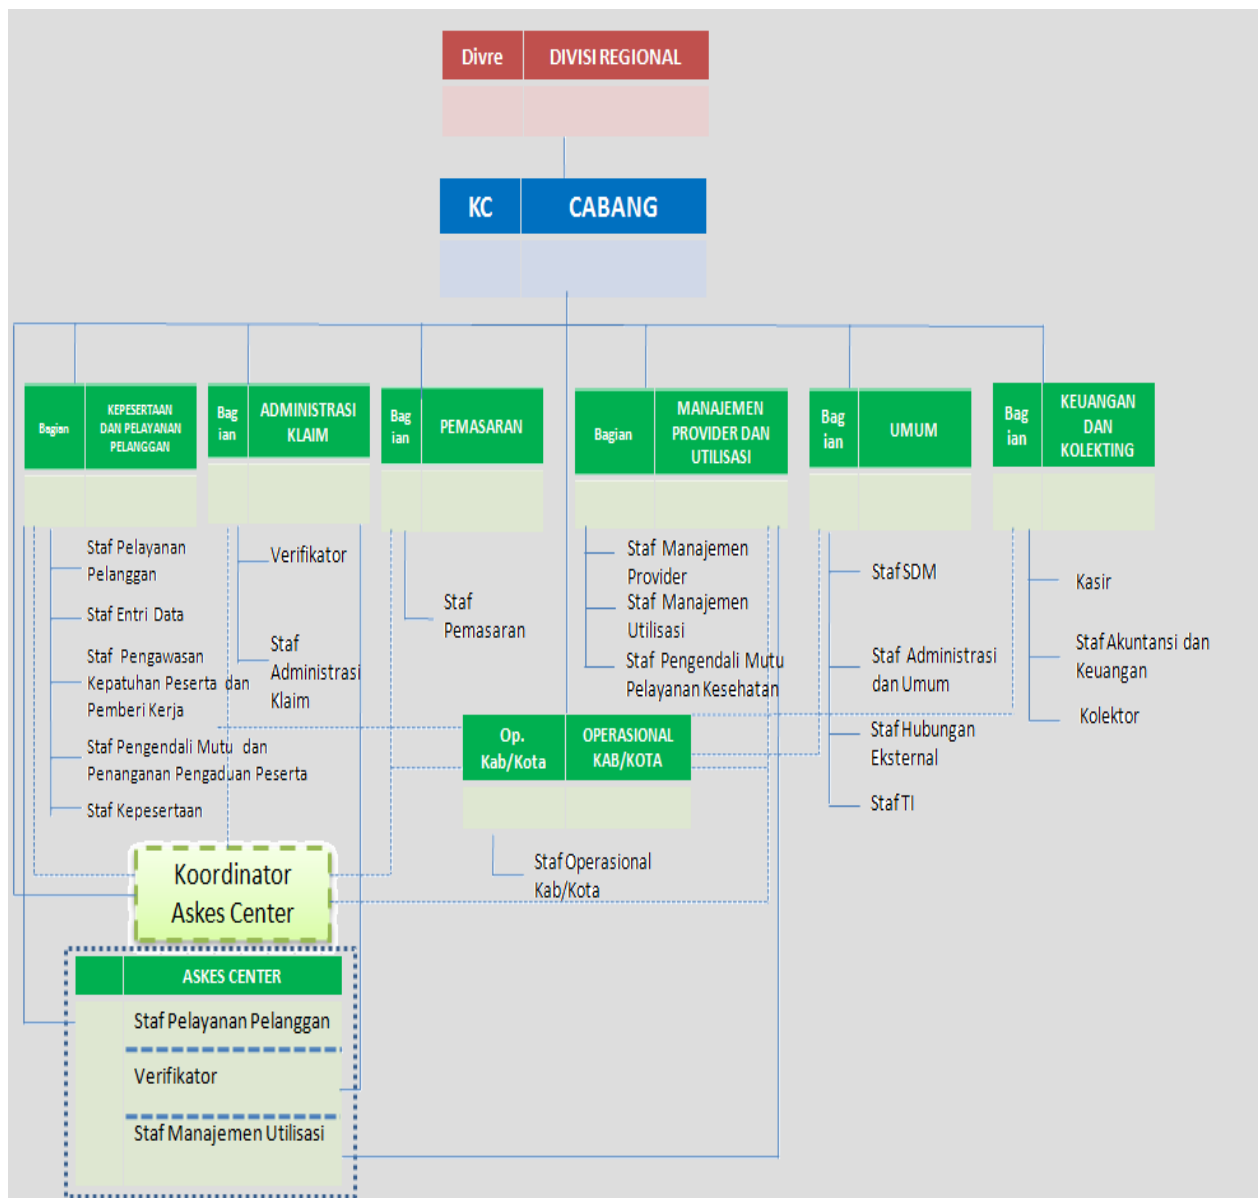 Divre DIVISI REGIONAL
KC CABANG
Bagian
KEPESERTAAN
DAN PELAYANAN
PELANGGAN
Bag
ian
ADMINISTRASI
KLAIM
Bag
ian
PEMASARAN
Bagian
MANAJEMEN
PROVIDER DAN
UTILISASI
Bag
ian
UMUM
Bag
ian
KEUANGAN
DAN
KOLEKTING
Staf Pelayanan
Pelanggan
Staf Entri Data
Staf Pengawasan
Kepatuhan Peserta dan
Pemberi Kerja
Staf Pengendali Mutu dan
Penanganan Pengaduan Peserta
Staf Kepesertaan
Verifikator
Staf
Administrasi
Klaim
Staf
Pemasaran
Staf Manajemen
Provider
Staf Manajemen
Utilisasi
Staf Pengendali Mutu
Pelayanan Kesehatan
Staf SDM
Staf Administrasi
dan Umum
Staf Hubungan
Eksternal
Staf TI
Kasir
Staf Akuntansi dan
Keuangan
Kolektor
Op.
Kab/Kota
OPERASIONAL
KAB/KOTA
Staf Operasional
Kab/Kota
Koordinator
Askes Center
ASKES CENTER
Staf Pelayanan Pelanggan
Verifikator
Staf Manajemen Utilisasi